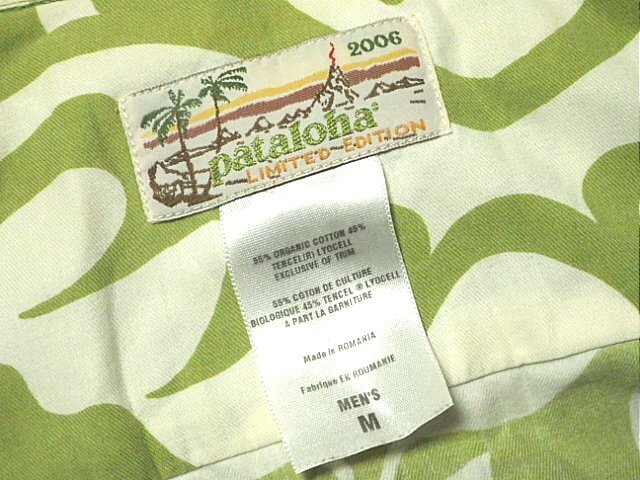 2006
pataloha®
LIMITED-EDITION
55% ORGANIC COTTON 45%
TENCEL(R) LYOCELL
EXCLUSIVE OF TRIM
55% COTON DE CULTURE
BIOLOGIQUE 45% TENCEL ® LYOCELL
A PART LA GARNITURE
Made in ROMANIA
Fabriqué EN ROUMANIE
MEN'S
M